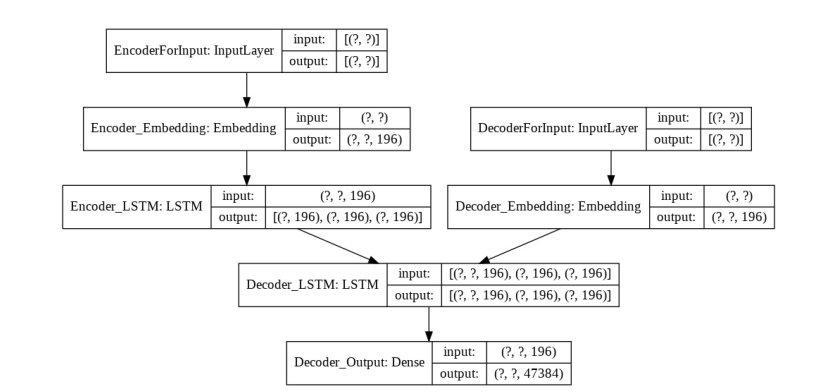 EncoderForInput: InputLayer
input: [(?, ?)]
output: [(?, ?)]
Encoder_Embedding: Embedding
input: (?, ?)
output: (?, ?, 196)
DecoderForInput: InputLayer
input: [(?, ?)]
output: [(?, ?)]
Encoder_LSTM: LSTM
input: (?, ?, 196)
output: [(?, 196), (?, 196), (?, 196)]
Decoder_Embedding: Embedding
input: (?, ?)
output: (?, ?, 196)
Decoder_LSTM: LSTM
input: [(?, ?, 196), (?, 196), (?, 196)]
output: [(?, ?, 196), (?, 196), (?, 196)]
Decoder_Output: Dense
input: (?, ?, 196)
output: (?, ?, 47384)